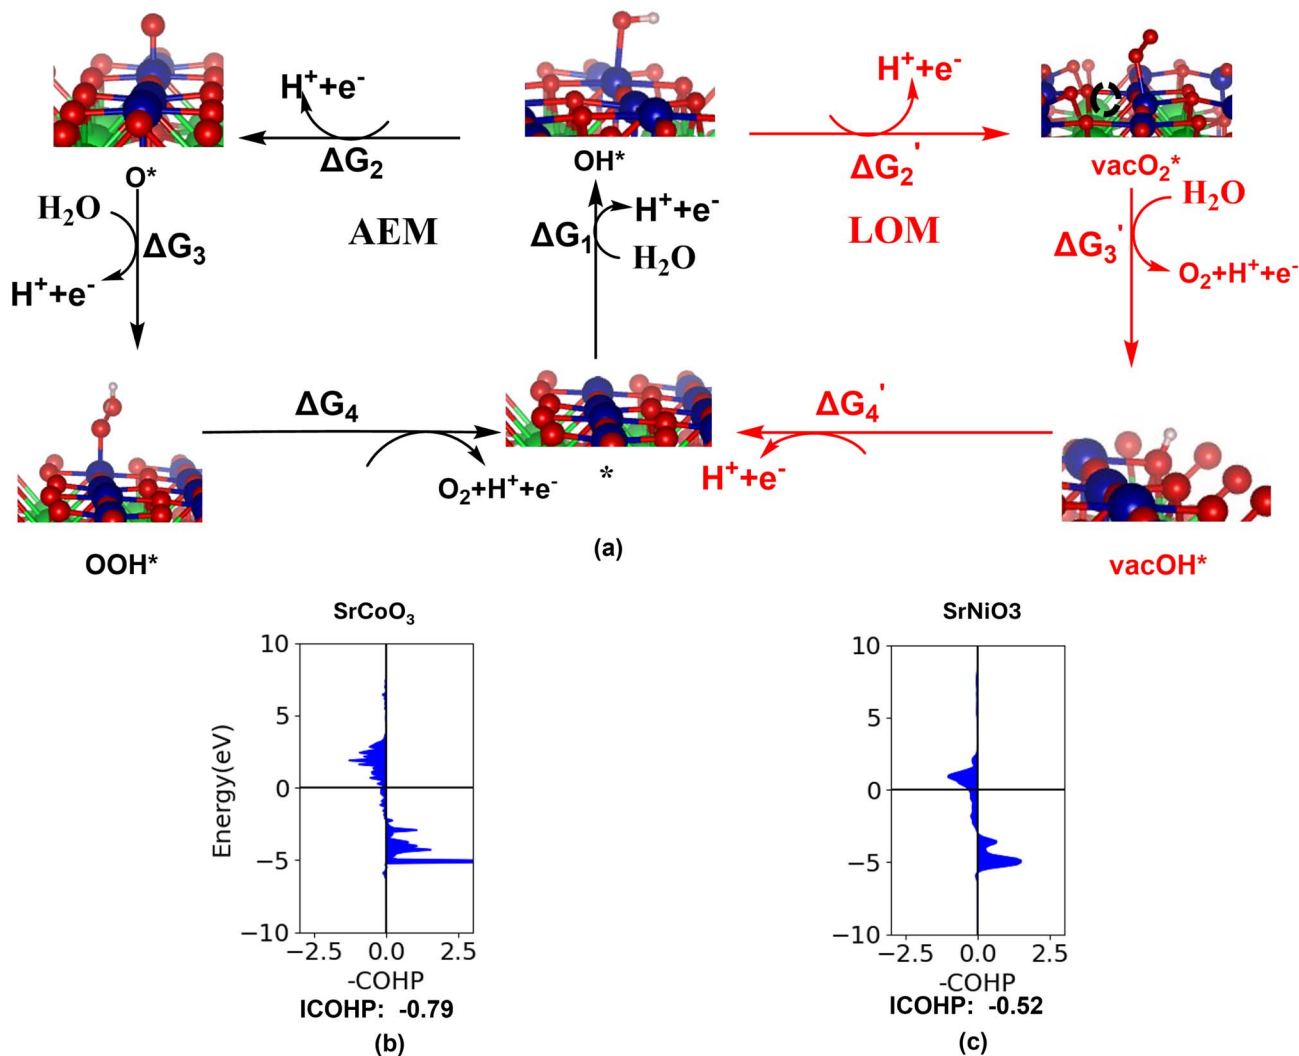 H⁺+e⁻
ΔG₂
OH*
H⁺+e⁻
ΔG₂'
vacO₂*
O*
H₂O
ΔG₃
H⁺+e⁻
AEM
ΔG₁
H⁺+e⁻
H₂O
LOM
ΔG₃'
H₂O
O₂+H⁺+e⁻
OOH*
ΔG₄
O₂+H⁺+e⁻
*
ΔG₄'
H⁺+e⁻
vacOH*
(a)
SrCoO₃
10
5
0
−5
−10
Energy(eV)
−2.5 0.0 2.5
-COHP
ICOHP: -0.79
(b)
SrNiO3
10
5
0
−5
−10
−2.5 0.0 2.5
-COHP
ICOHP: -0.52
(c)